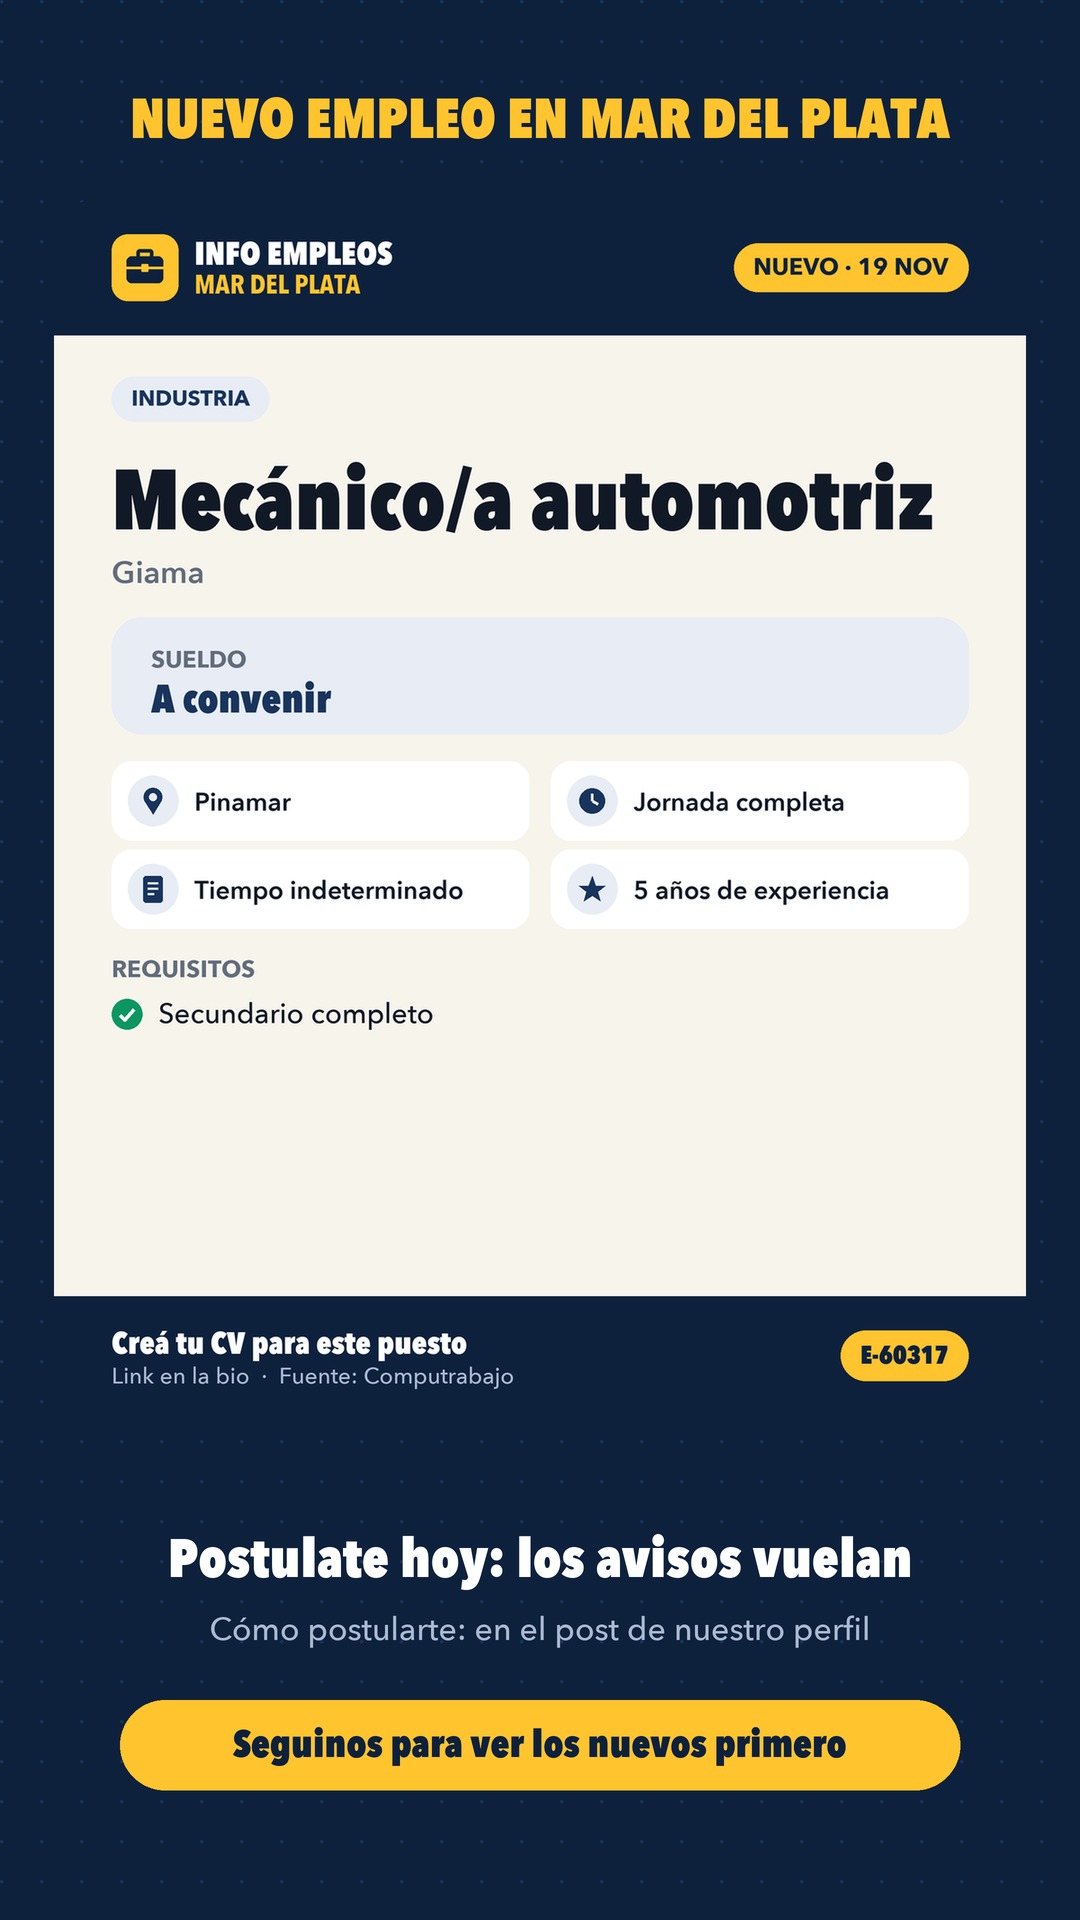 NUEVO EMPLEO EN MAR DEL PLATA
INFO EMPLEOS
MAR DEL PLATA
NUEVO · 19 NOV
INDUSTRIA
Mecánico/a automotriz
Giama
SUELDO
A convenir
Pinamar
Jornada completa
Tiempo indeterminado
5 años de experiencia
REQUISITOS
Secundario completo
Creá tu CV para este puesto
Link en la bio · Fuente: Computrabajo
E-60317
Postulate hoy: los avisos vuelan
Cómo postularte: en el post de nuestro perfil
Seguinos para ver los nuevos primero